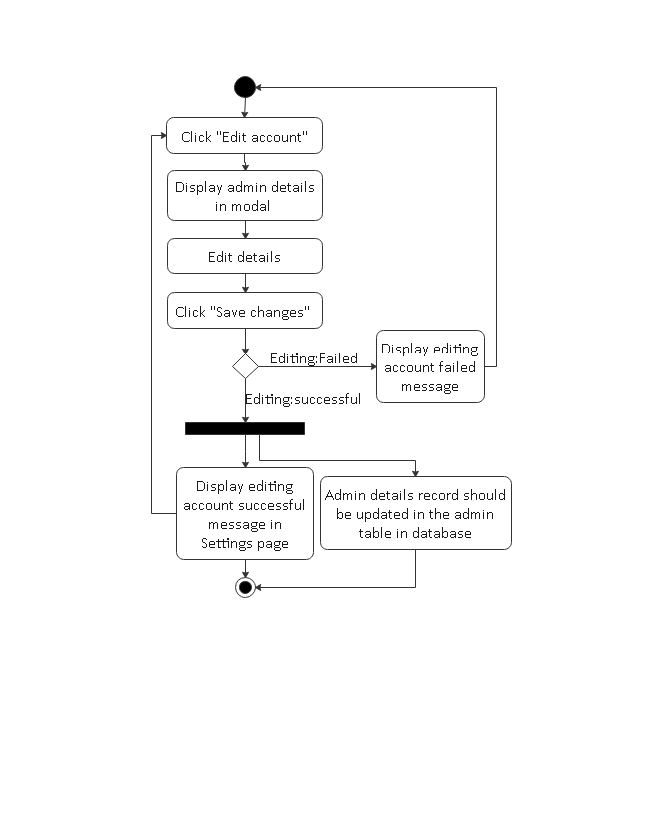 Click "Edit account"
Display admin details
in modal
Edit details
Click "Save changes"
Editing:Failed
Display editing
account failed
message
Editing:successful
Display editing
account successful
message in
Settings page
Admin details record should
be updated in the admin
table in database